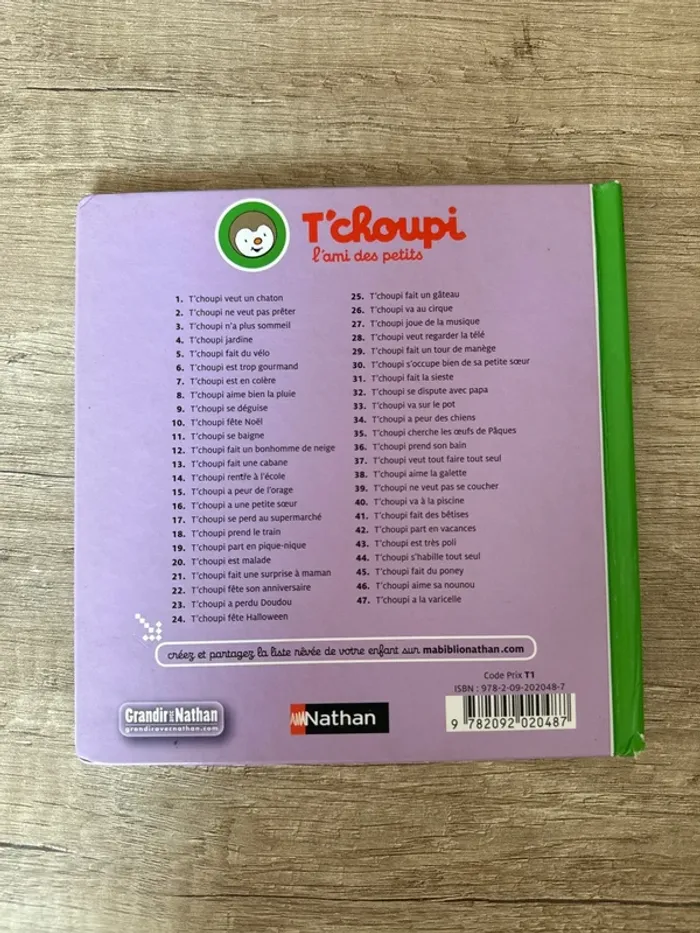 T'choupi
l'ami des petits
1. T'choupi veut un chaton
2. T'choupi ne veut pas prêter
3. T'choupi n'a plus sommeil
4. T'choupi jardine
5. T'choupi fait du vélo
6. T'choupi est trop gourmand
7. T'choupi est en colère
8. T'choupi aime bien la pluie
9. T'choupi se déguise
10. T'choupi fête Noël
11. T'choupi se baigne
12. T'choupi fait un bonhomme de neige
13. T'choupi fait une cabane
14. T'choupi rentre à l'école
15. T'choupi a peur de l'orage
16. T'choupi a une petite sœur
17. T'choupi se perd au supermarché
18. T'choupi prend le train
19. T'choupi part en pique-nique
20. T'choupi est malade
21. T'choupi fait une surprise à maman
22. T'choupi fête son anniversaire
23. T'choupi a perdu Doudou
24. T'choupi fête Halloween
25. T'choupi fait un gâteau
26. T'choupi va au cirque
27. T'choupi joue de la musique
28. T'choupi veut regarder la télé
29. T'choupi fait un tour de manège
30. T'choupi s'occupe bien de sa petite sœur
31. T'choupi fait la sieste
32. T'choupi se dispute avec papa
33. T'choupi va sur le pot
34. T'choupi a peur des chiens
35. T'choupi cherche les œufs de Pâques
36. T'choupi prend son bain
37. T'choupi veut tout faire tout seul
38. T'choupi aime la galette
39. T'choupi ne veut pas se coucher
40. T'choupi va à la piscine
41. T'choupi fait des bêtises
42. T'choupi part en vacances
43. T'choupi est très poli
44. T'choupi s'habille tout seul
45. T'choupi fait du poney
46. T'choupi aime sa nounou
47. T'choupi a la varicelle
créez et partagez la liste rêvée de votre enfant sur mabiblionathan.com
Code Prix T1
ISBN : 978-2-09-202048-7
9 782092 020487
Grandir avec Nathan
grandiravecnathan.com
Nathan